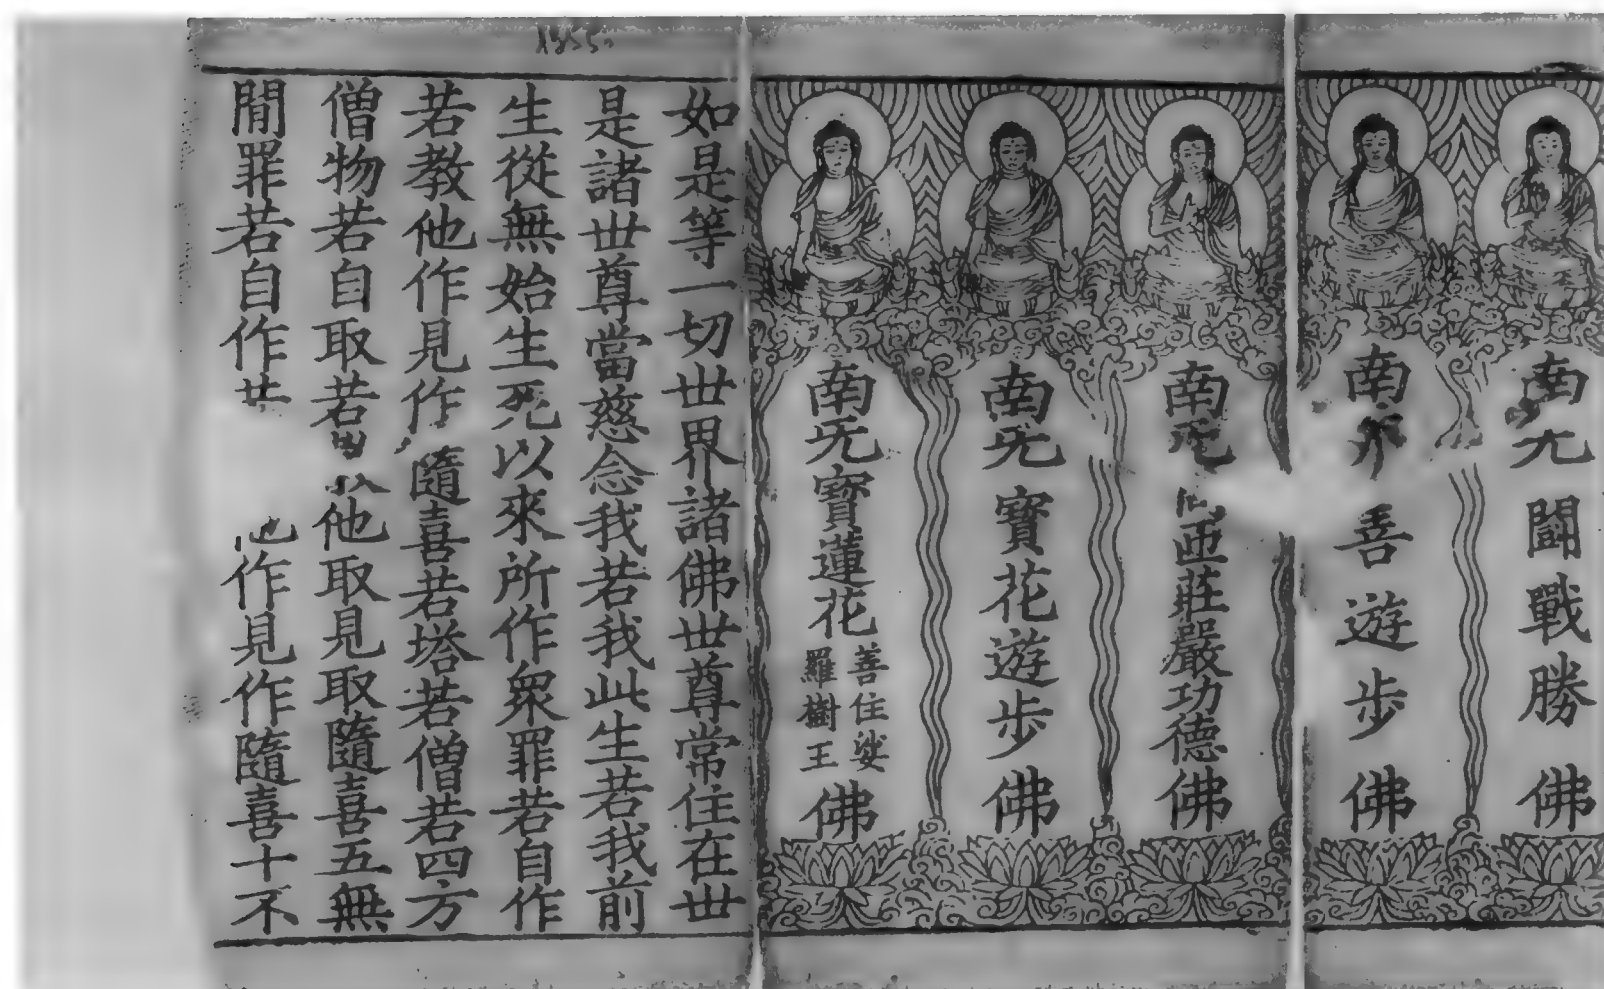 南无鬪戰勝佛
南善遊步佛
南无匝莊嚴功德佛
南无寶花遊步佛
南无寶蓮花善住娑羅樹王佛
如是等一切世界諸佛世尊常住在世
是諸世尊當慈念我若我此生若我前
生從無始生死以來所作眾罪若自作
若教他作見作隨喜若塔若僧若四方
僧物若自取若他取見取隨喜五無
閒罪若自作他作見作隨喜十不